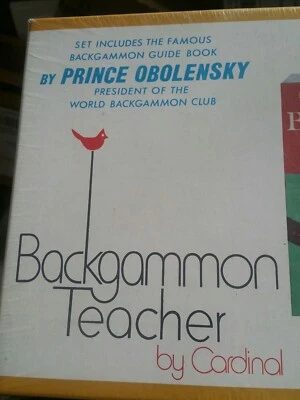 SET INCLUDES THE FAMOUS
BACKGAMMON GUIDE BOOK
BY PRINCE OBOLENSKY
PRESIDENT OF THE
WORLD BACKGAMMON CLUB
Backgammon
Teacher
by Cardinal